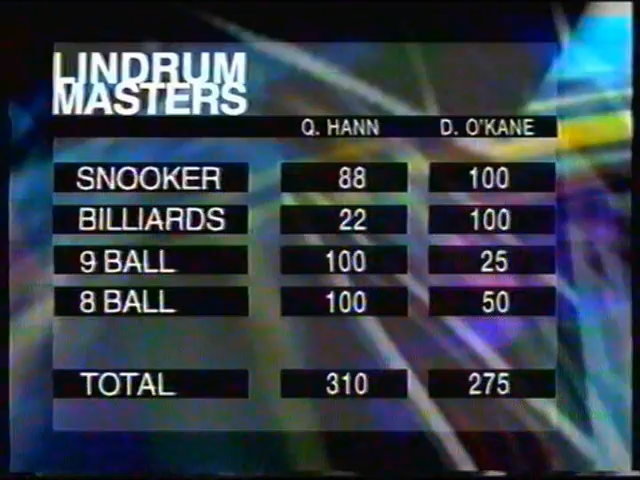 LINDRUM
MASTERS
Q. HANN D. O'KANE
SNOOKER 88 100
BILLIARDS 22 100
9 BALL 100 25
8 BALL 100 50
TOTAL 310 275